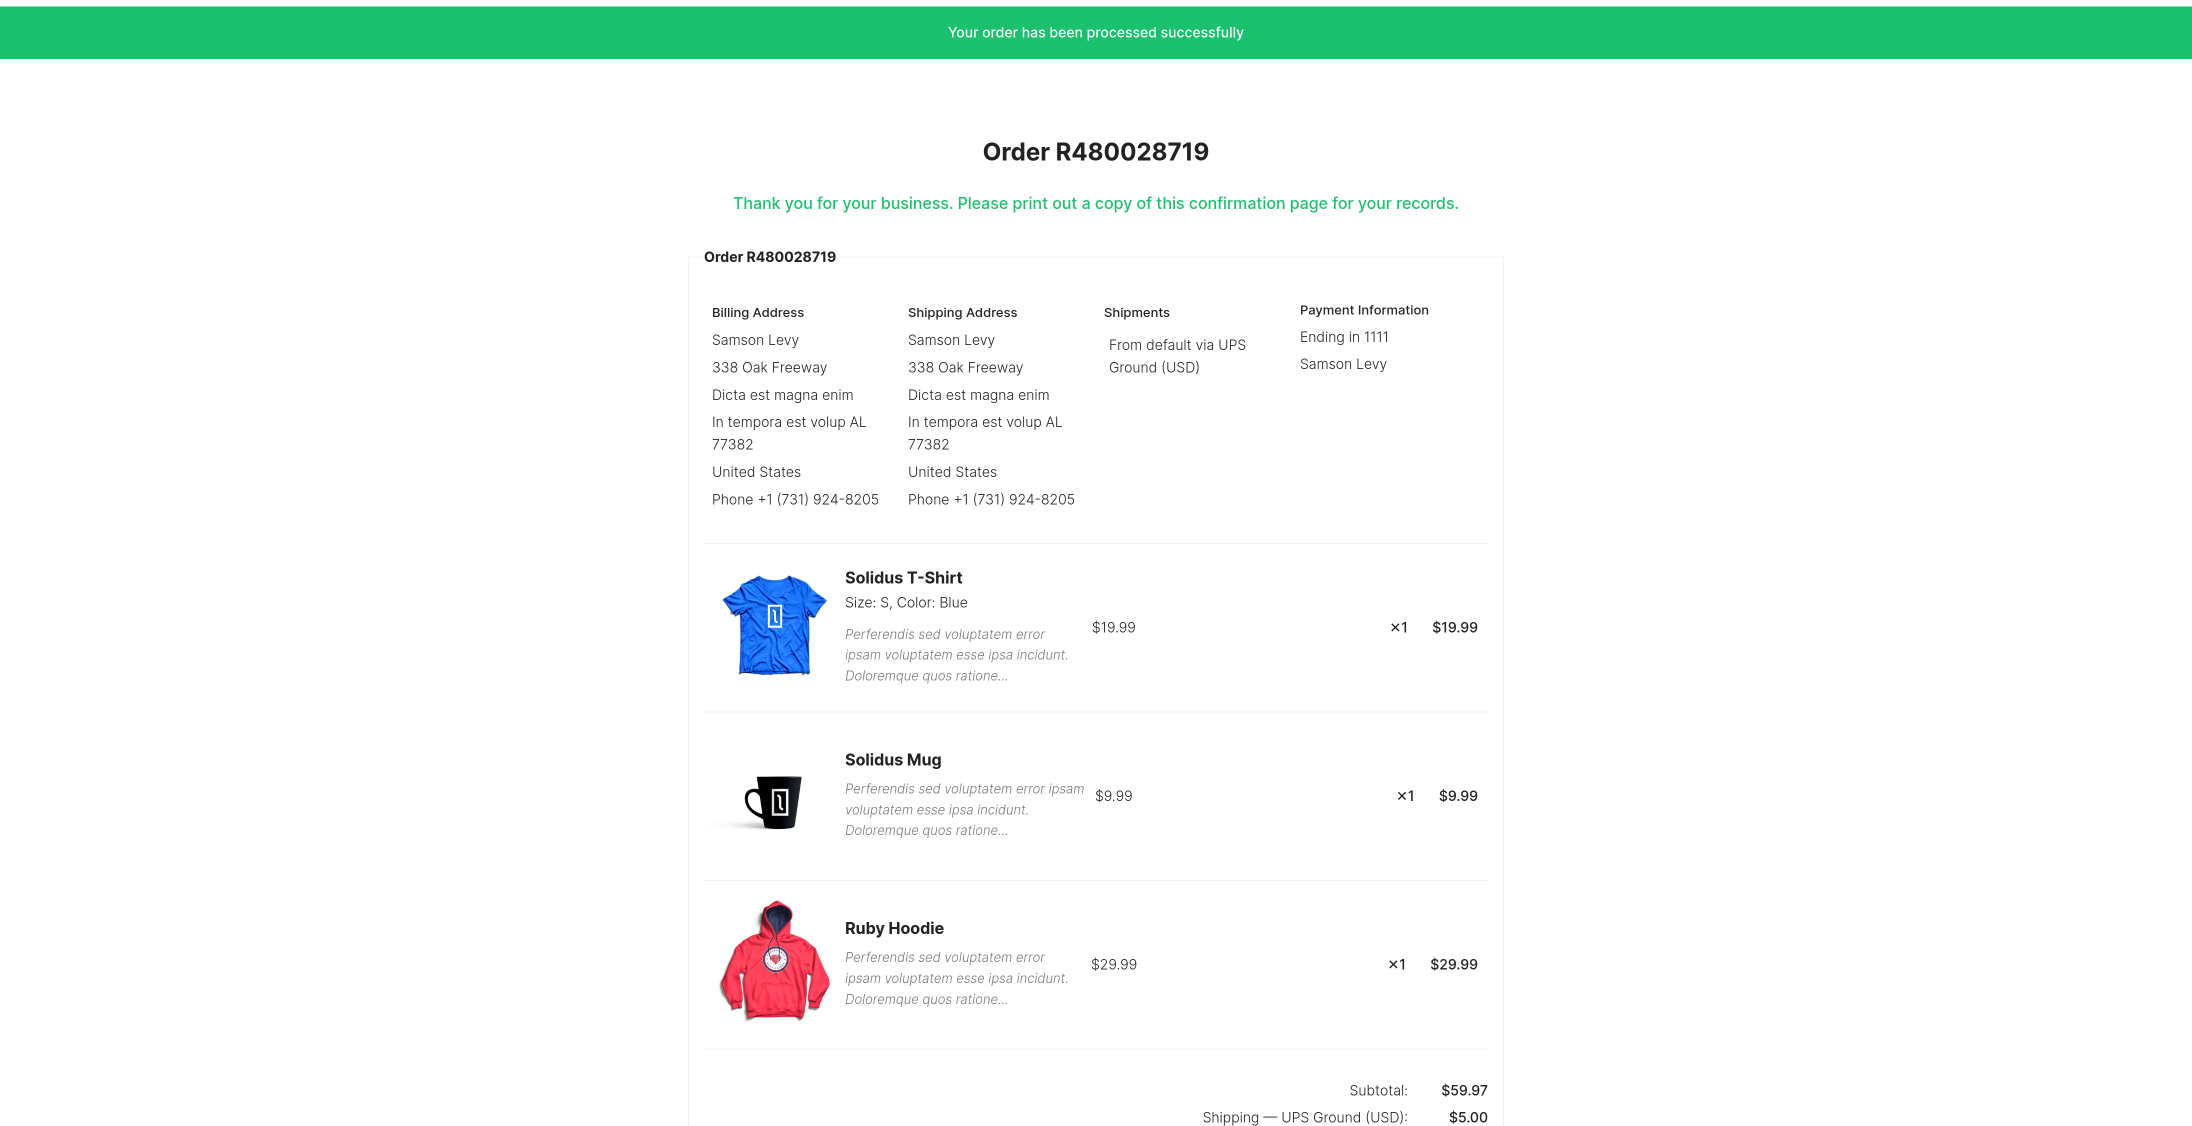 Your order has been processed successfully
Order R480028719
Thank you for your business. Please print out a copy of this confirmation page for your records.
Order R480028719
Billing Address
Samson Levy
338 Oak Freeway
Dicta est magna enim
In tempora est volup AL
77382
United States
Phone +1 (731) 924-8205
Shipping Address
Samson Levy
338 Oak Freeway
Dicta est magna enim
In tempora est volup AL
77382
United States
Phone +1 (731) 924-8205
Shipments
From default via UPS
Ground (USD)
Payment Information
Ending in 1111
Samson Levy
Solidus T-Shirt
Size: S, Color: Blue
Perferendis sed voluptatem error
ipsam voluptatem esse ipsa incidunt.
Doloremque quos ratione...
$19.99 ×1 $19.99
Solidus Mug
Perferendis sed voluptatem error ipsam
voluptatem esse ipsa incidunt.
Doloremque quos ratione...
$9.99 ×1 $9.99
Ruby Hoodie
Perferendis sed voluptatem error
ipsam voluptatem esse ipsa incidunt.
Doloremque quos ratione...
$29.99 ×1 $29.99
Subtotal: $59.97
Shipping — UPS Ground (USD): $5.00